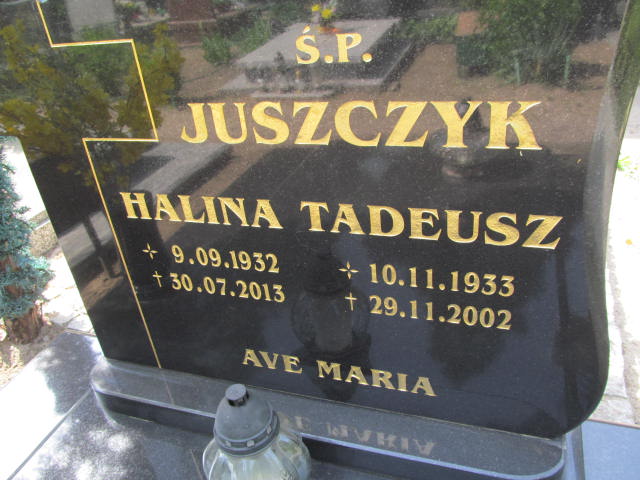 Ś.P.
JUSZCZYK
HALINA TADEUSZ
9.09.1932 10.11.1933
† 30.07.2013 † 29.11.2002
AVE MARIA